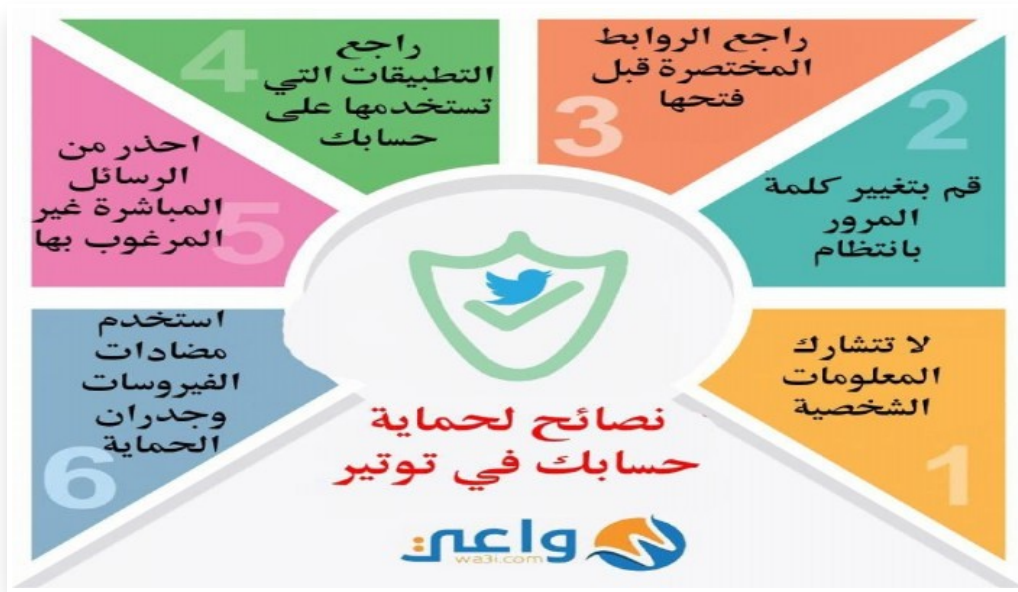 نصائح لحماية
حسابك في توتير
1
لا تتشارك
المعلومات
الشخصية
2
قم بتغيير كلمة
المرور
بانتظام
3
راجع الروابط
المختصرة قبل
فتحها
4
راجع
التطبيقات التي
تستخدمها على
حسابك
5
احذر من
الرسائل
المباشرة غير
المرغوب بها
6
استخدم
مضادات
الفيروسات
وجدران
الحماية
واعي
wa3i.com